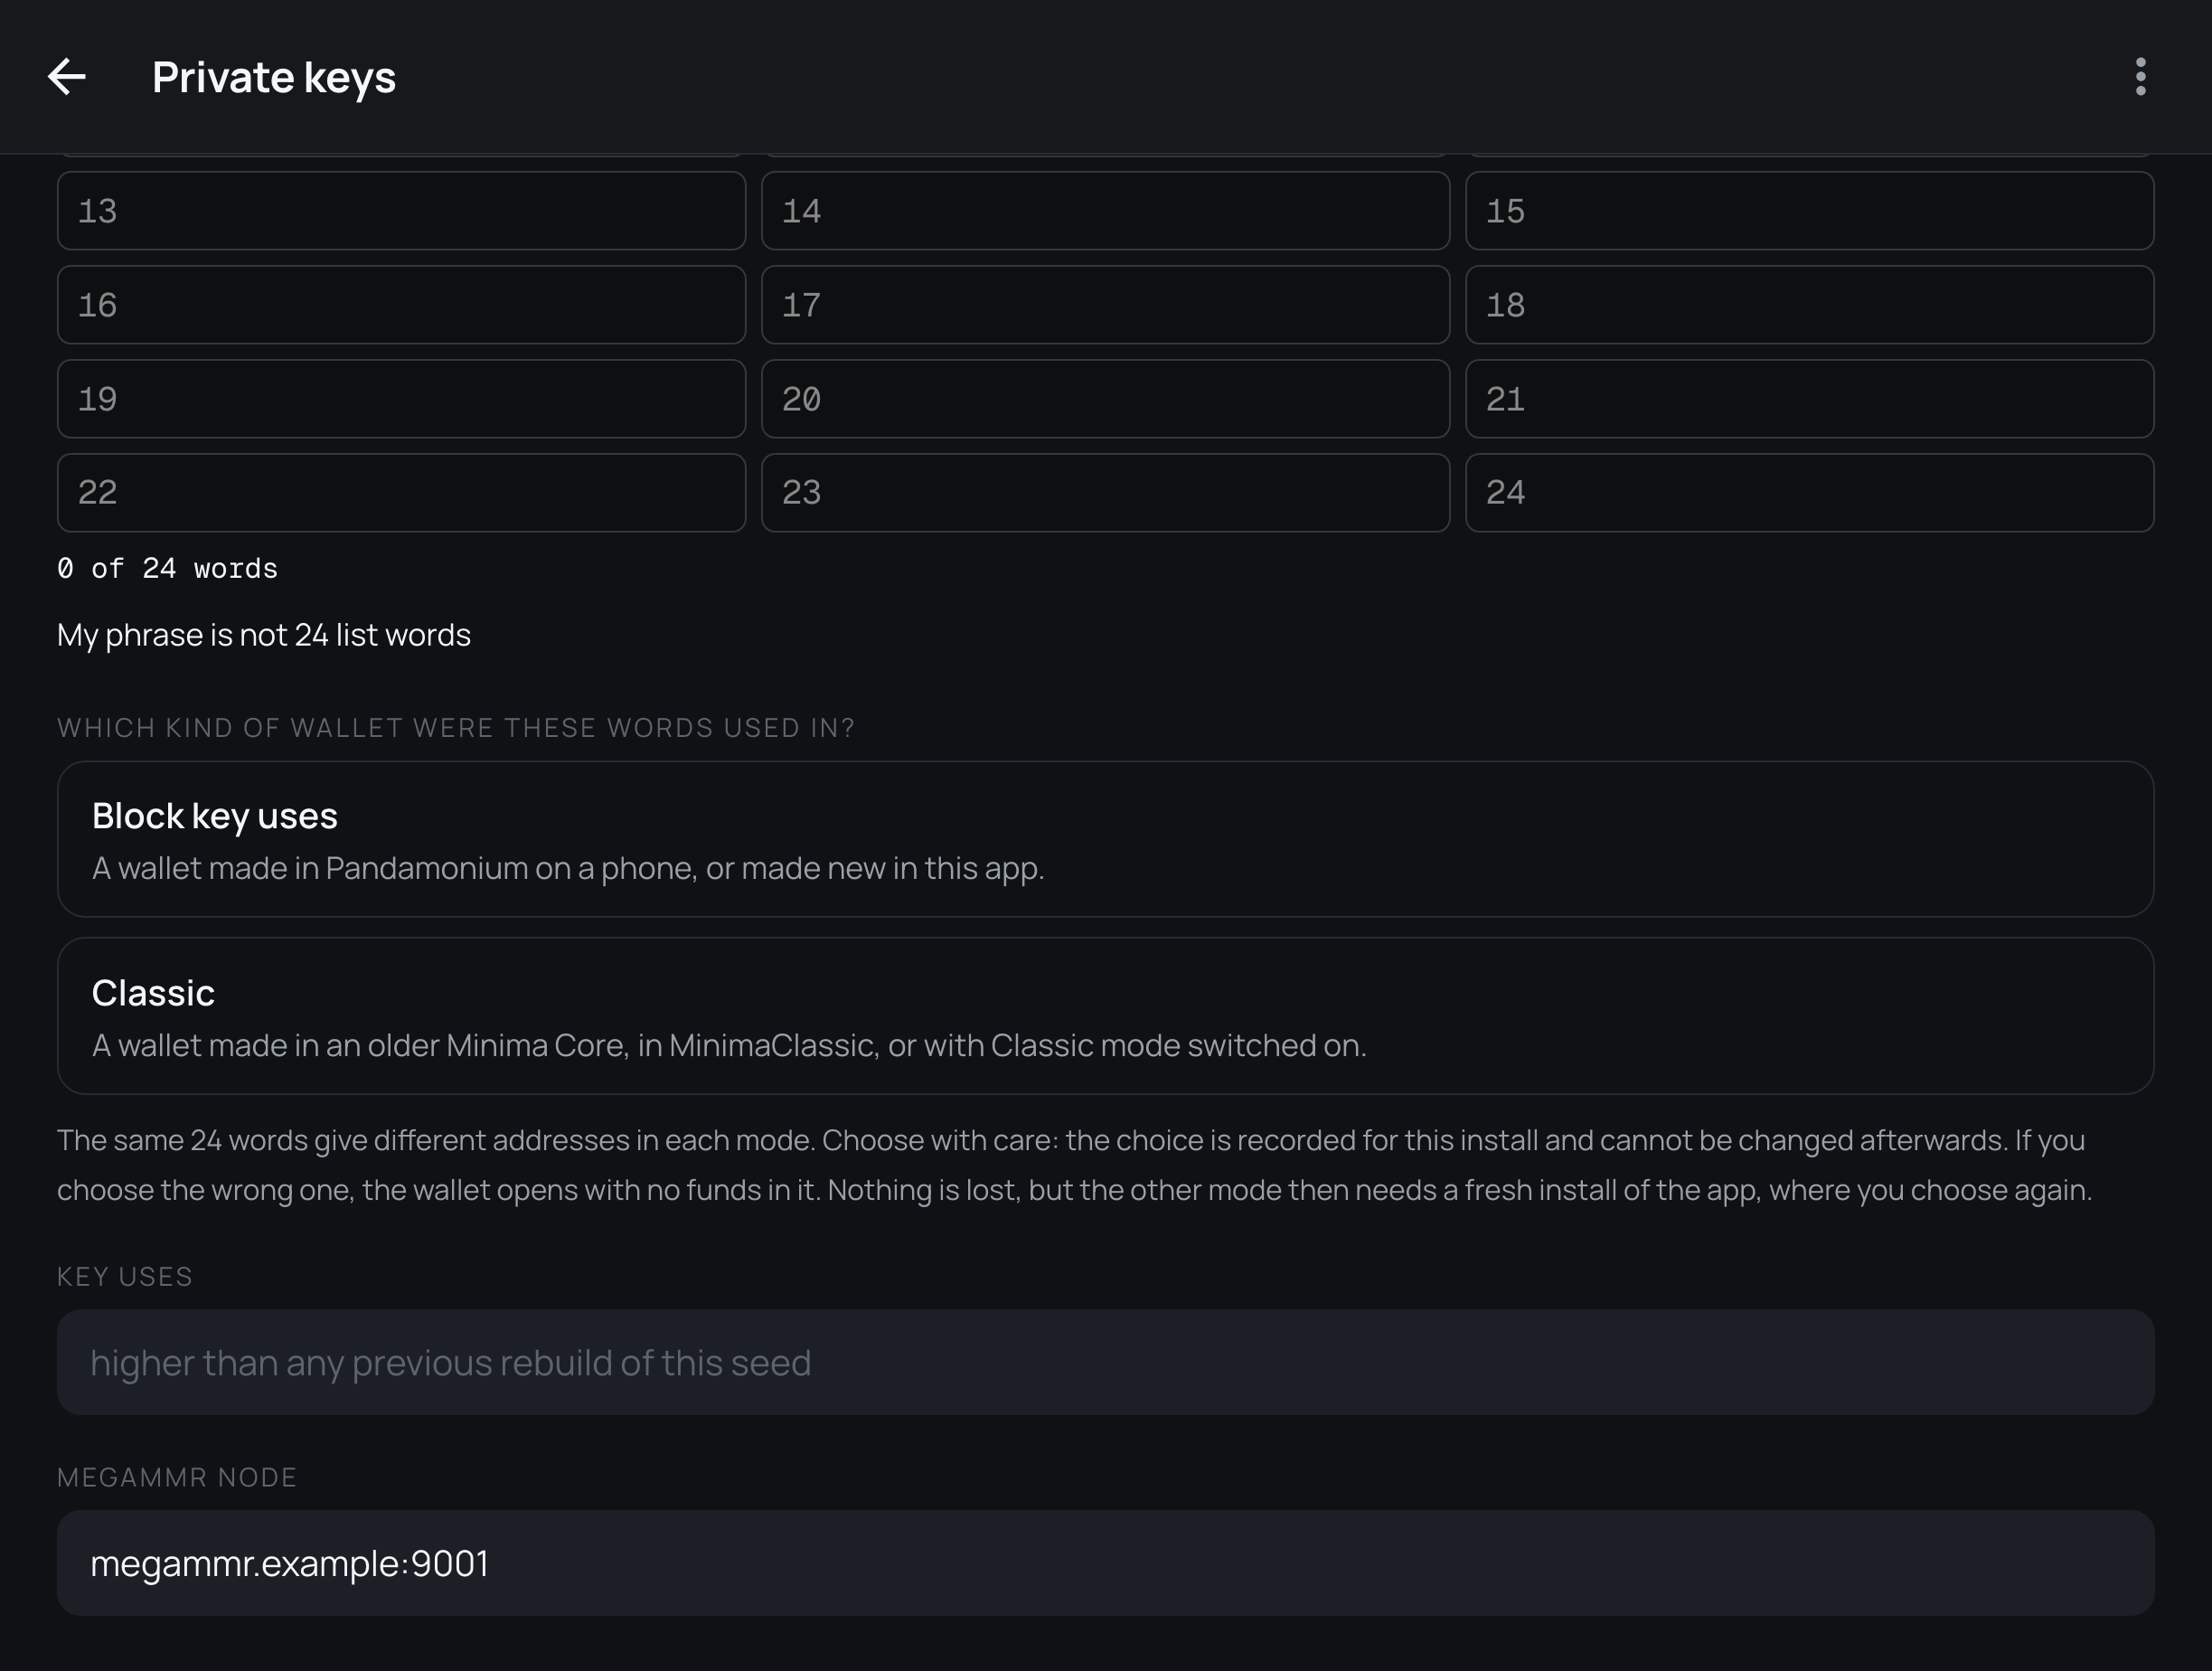 Private keys
13
14
15
16
17
18
19
20
21
22
23
24
0 of 24 words
My phrase is not 24 list words
WHICH KIND OF WALLET WERE THESE WORDS USED IN?
Block key uses
A wallet made in Pandamonium on a phone, or made new in this app.
Classic
A wallet made in an older Minima Core, in MinimaClassic, or with Classic mode switched on.
The same 24 words give different addresses in each mode. Choose with care: the choice is recorded for this install and cannot be changed afterwards. If you
choose the wrong one, the wallet opens with no funds in it. Nothing is lost, but the other mode then needs a fresh install of the app, where you choose again.
KEY USES
higher than any previous rebuild of this seed
MEGAMMR NODE
megammr.example:9001